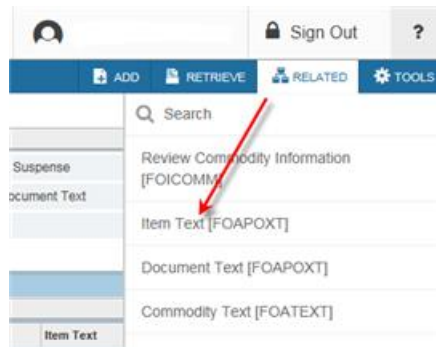 Sign Out ?
ADD RETRIEVE RELATED TOOLS
Search
Review Commodity Information
[FOICOMM]
Suspense
ocument Text
Item Text [FOAPOXT]
Document Text [FOAPOXT]
Commodity Text [FOATEXT]
Item Text